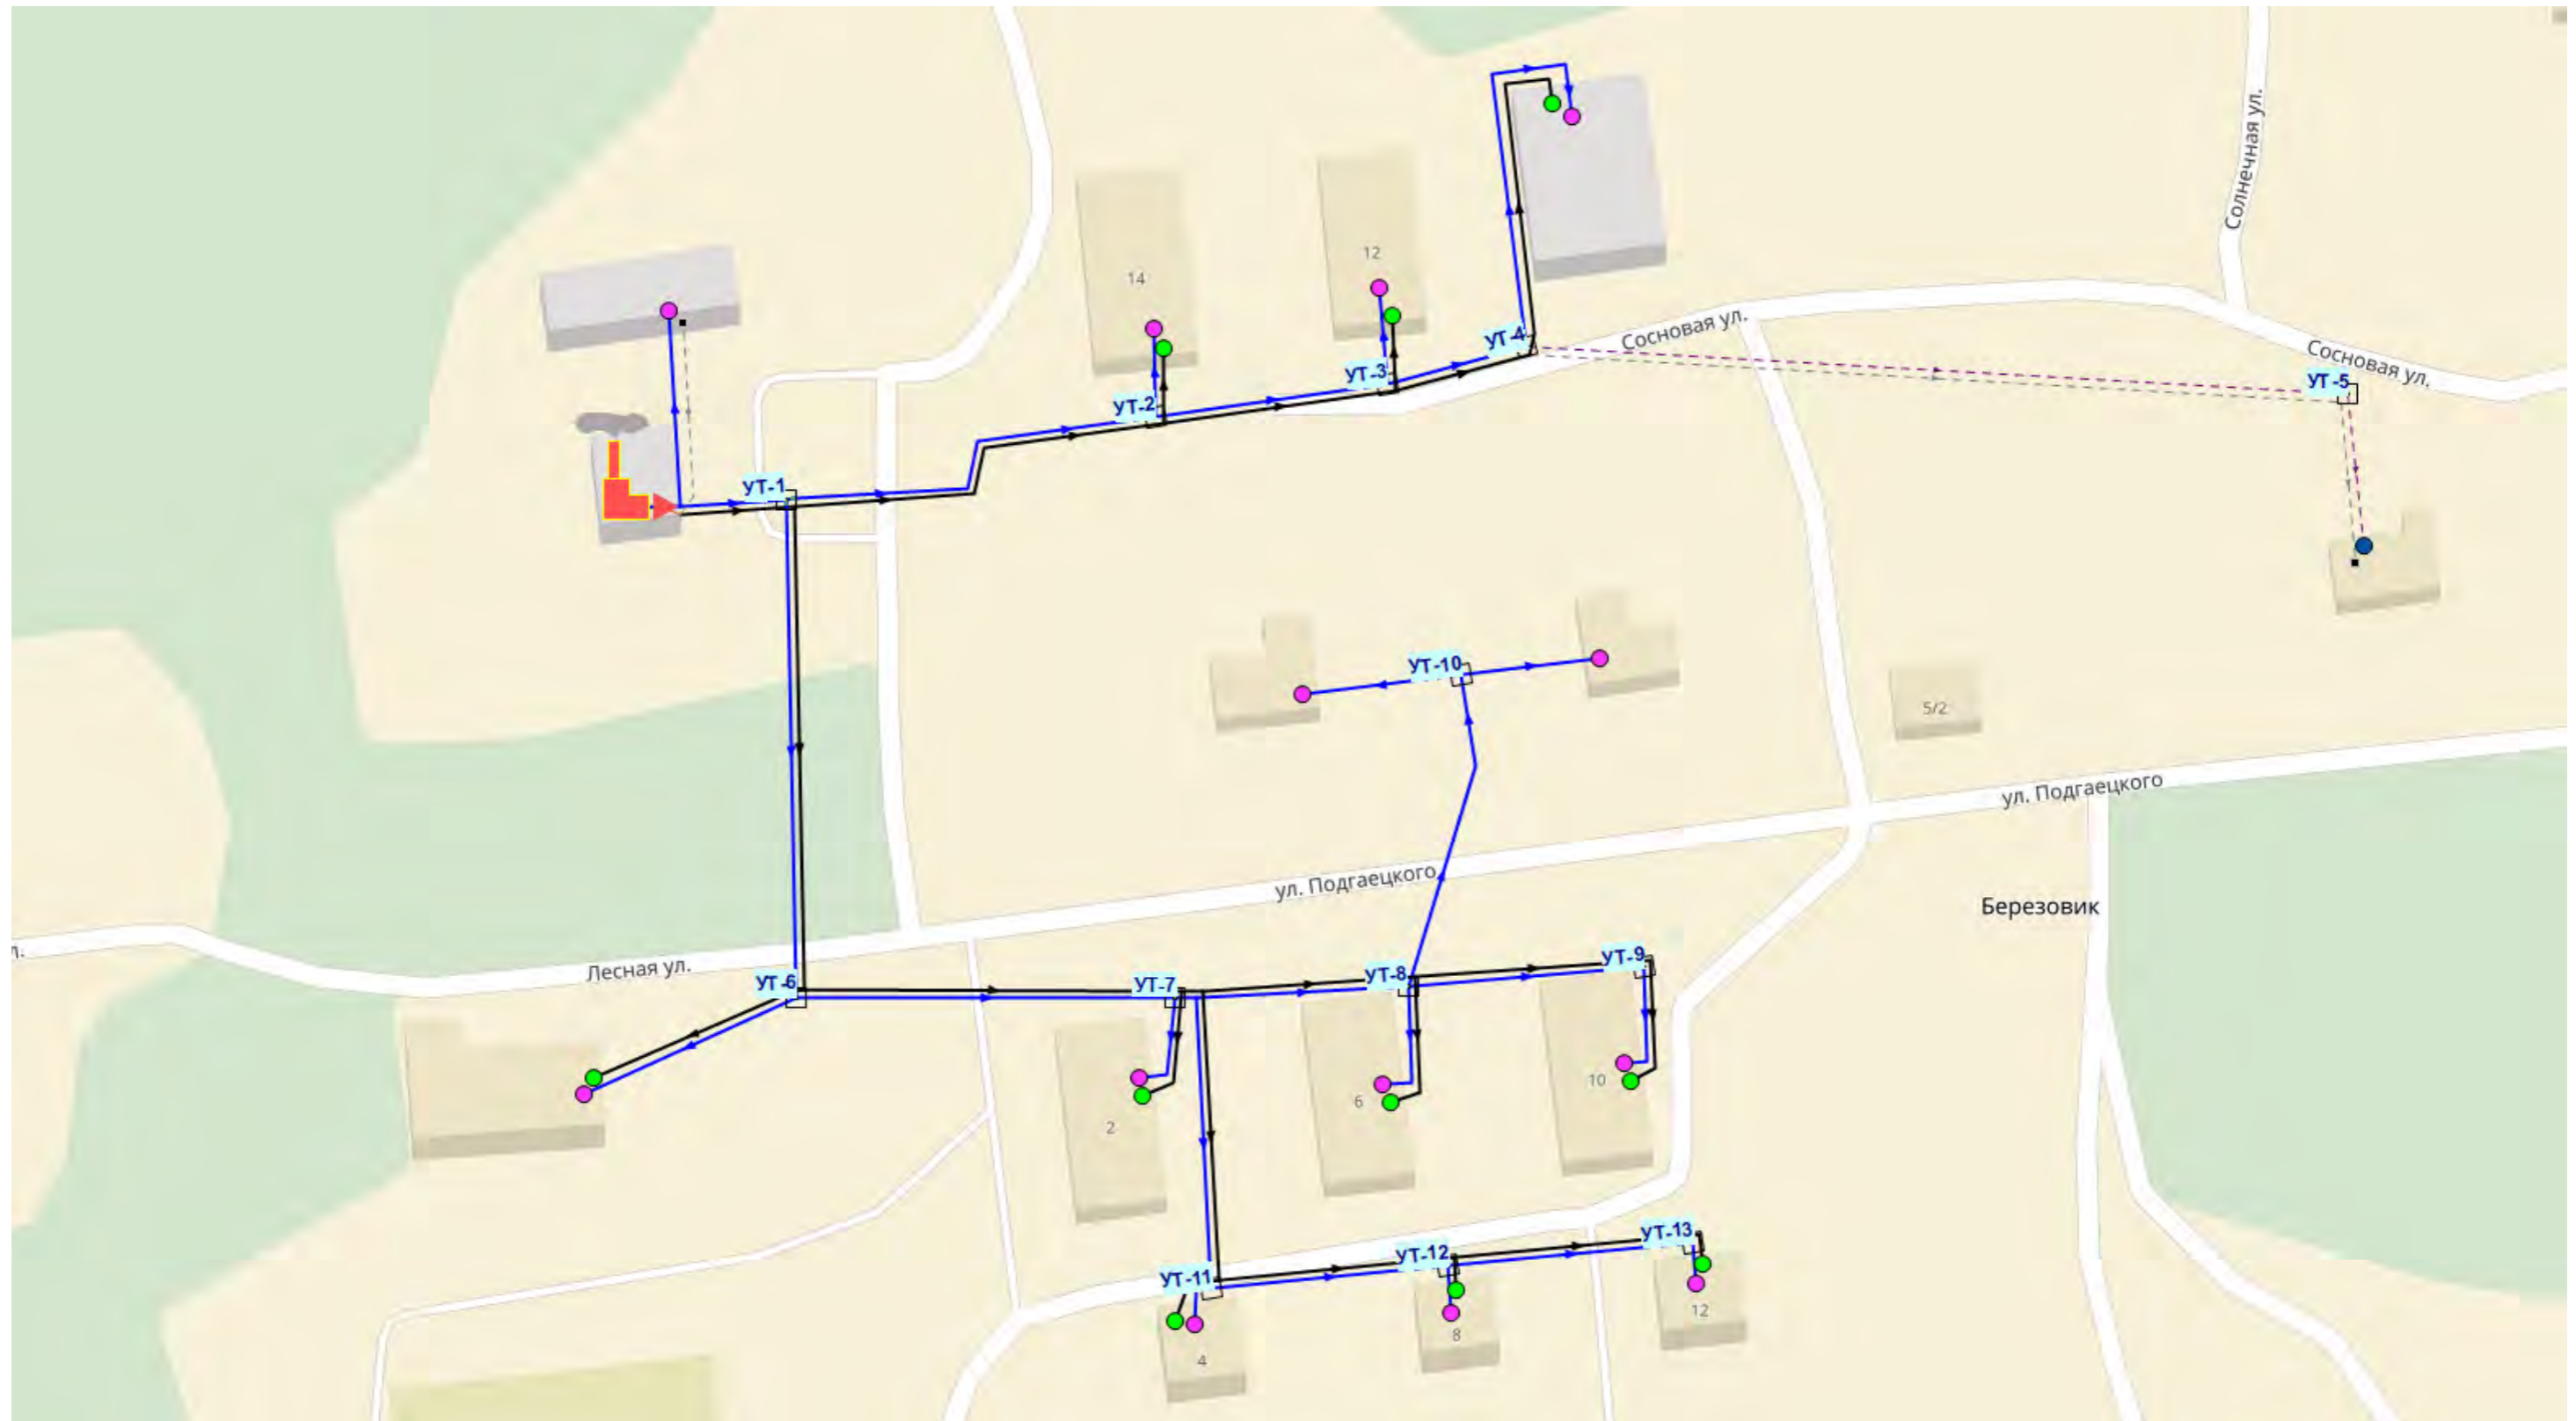 Солнечная ул.
12
14
Сосновая ул.
УТ-4
Сосновая ул.
УТ-3
УТ-5
УТ-2
УТ-1
УТ-10
5/2
ул. Подгаецкого
ул. Подгаецкого
Березовик
л.
Лесная ул.
УТ-9
УТ-8
УТ-6
УТ-7
10
6
2
УТ-13
УТ-12
УТ-11
12
8
4